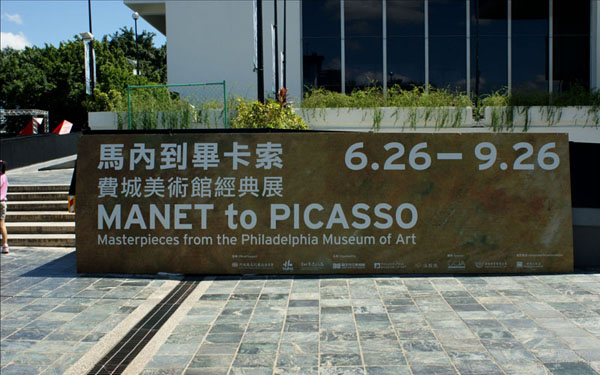 馬內到畢卡索
費城美術館經典展
MANET to PICASSO
Masterpieces from the Philadelphia Museum of Art
6.26－9.26